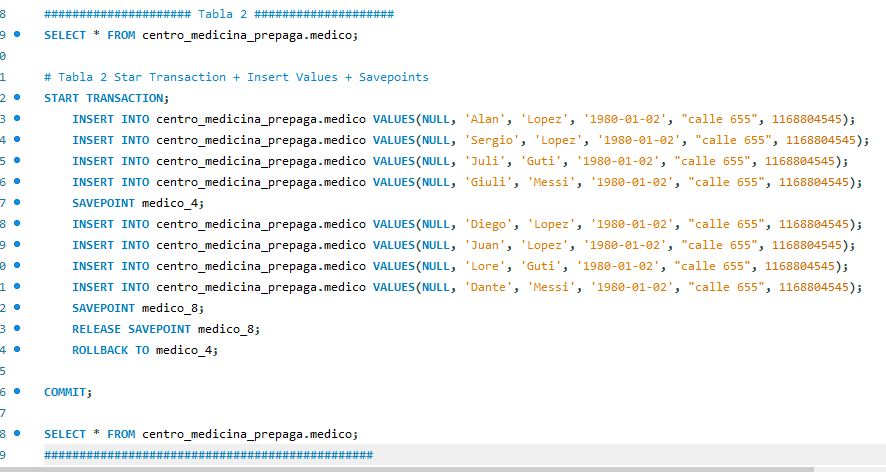 8 ##################### Tabla 2 ####################
9 SELECT * FROM centro_medicina_prepaga.medico;
0
1 # Tabla 2 Star Transaction + Insert Values + Savepoints
2 START TRANSACTION;
3 INSERT INTO centro_medicina_prepaga.medico VALUES(NULL, 'Alan', 'Lopez', '1980-01-02', "calle 655", 1168804545);
4 INSERT INTO centro_medicina_prepaga.medico VALUES(NULL, 'Sergio', 'Lopez', '1980-01-02', "calle 655", 1168804545);
5 INSERT INTO centro_medicina_prepaga.medico VALUES(NULL, 'Juli', 'Guti', '1980-01-02', "calle 655", 1168804545);
6 INSERT INTO centro_medicina_prepaga.medico VALUES(NULL, 'Giuli', 'Messi', '1980-01-02', "calle 655", 1168804545);
7 SAVEPOINT medico_4;
8 INSERT INTO centro_medicina_prepaga.medico VALUES(NULL, 'Diego', 'Lopez', '1980-01-02', "calle 655", 1168804545);
9 INSERT INTO centro_medicina_prepaga.medico VALUES(NULL, 'Juan', 'Lopez', '1980-01-02', "calle 655", 1168804545);
0 INSERT INTO centro_medicina_prepaga.medico VALUES(NULL, 'Lore', 'Guti', '1980-01-02', "calle 655", 1168804545);
1 INSERT INTO centro_medicina_prepaga.medico VALUES(NULL, 'Dante', 'Messi', '1980-01-02', "calle 655", 1168804545);
2 SAVEPOINT medico_8;
3 RELEASE SAVEPOINT medico_8;
4 ROLLBACK TO medico_4;
5
6 COMMIT;
7
8 SELECT * FROM centro_medicina_prepaga.medico;
9 ###############################################